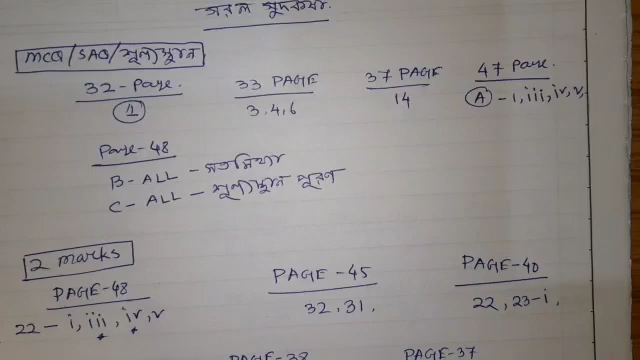 -সরল সুদকষা.
MCQ/SAQ/শূন্যস্থান
32-Page.
1
33 PAGE
3,4,6
37 PAGE
14
47 Page.
A - i, iii, iv, v,
Page-48
B- ALL - সত্য মিথ্যা
C- ALL - শূন্যস্থান পূরণ
2 marks
PAGE-48
22 - i, iii, iv, v
PAGE-45
32,31,
PAGE-40
22, 23-i,
PAGE-38
PAGE-37